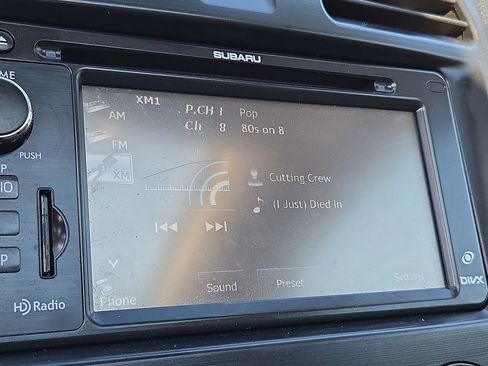 SUBARU
XM1
P.CH 1 Pop
Ch 8 80s on 8
AM
FM
XM
Cutting Crew
(I Just) Died In
Sound
Preset
Settings
Phone
PUSH
HD Radio
DIVX